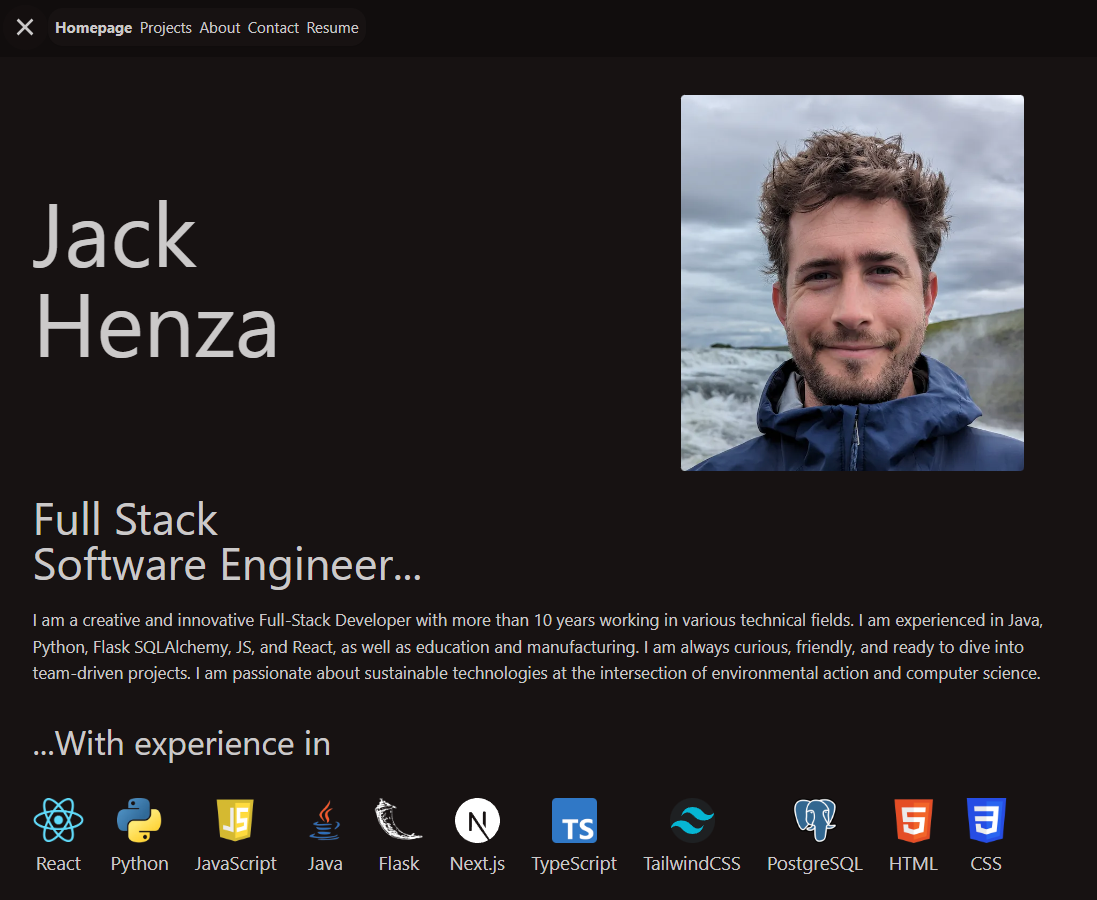 Homepage Projects About Contact Resume
Jack
Henza
Full Stack
Software Engineer...
I am a creative and innovative Full-Stack Developer with more than 10 years working in various technical fields. I am experienced in Java,
Python, Flask SQLAlchemy, JS, and React, as well as education and manufacturing. I am always curious, friendly, and ready to dive into
team-driven projects. I am passionate about sustainable technologies at the intersection of environmental action and computer science.
...With experience in
JS N TS 5 3
React Python JavaScript Java Flask Next.js TypeScript TailwindCSS PostgreSQL HTML CSS